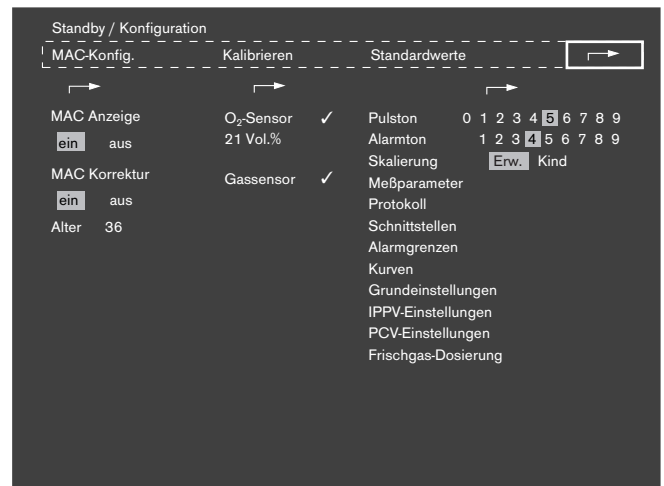 Standby / Konfiguration
MAC-Konfig.
Kalibrieren
Standardwerte
MAC Anzeige
ein aus
MAC Korrektur
ein aus
Alter 36
O₂-Sensor ✓
21 Vol.%
Gassensor ✓
Pulston 0 1 2 3 4 5 6 7 8 9
Alarmton 1 2 3 4 5 6 7 8 9
Skalierung Erw. Kind
Meßparameter
Protokoll
Schnittstellen
Alarmgrenzen
Kurven
Grundeinstellungen
IPPV-Einstellungen
PCV-Einstellungen
Frischgas-Dosierung